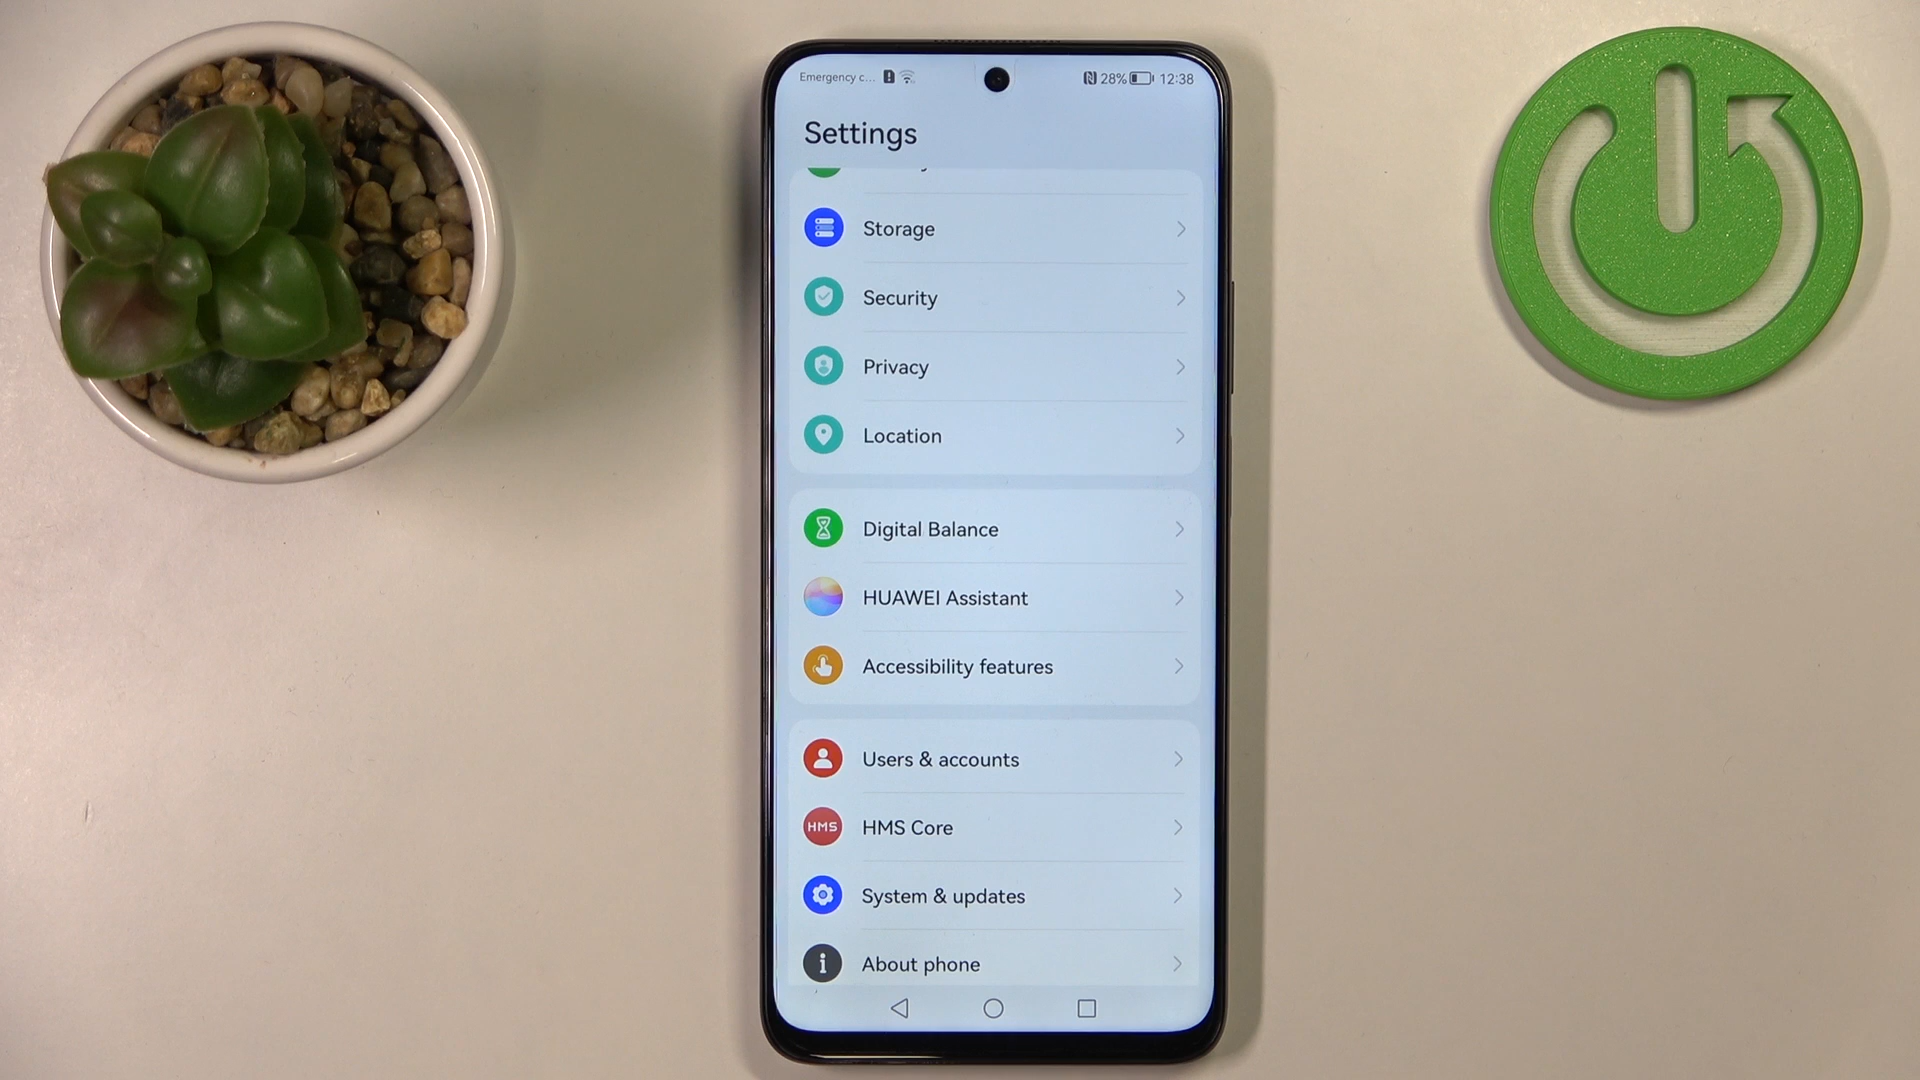 Emergency c... 28% 12:38
Settings
Storage
Security
Privacy
Location
Digital Balance
HUAWEI Assistant
Accessibility features
Users & accounts
HMS HMS Core
System & updates
About phone